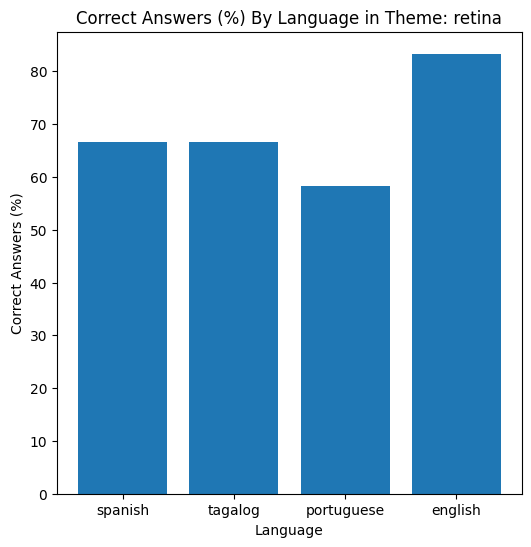 Correct Answers (%) By Language in Theme: retina
Correct Answers (%)
80
70
60
50
40
30
20
10
0
spanish tagalog portuguese english
Language